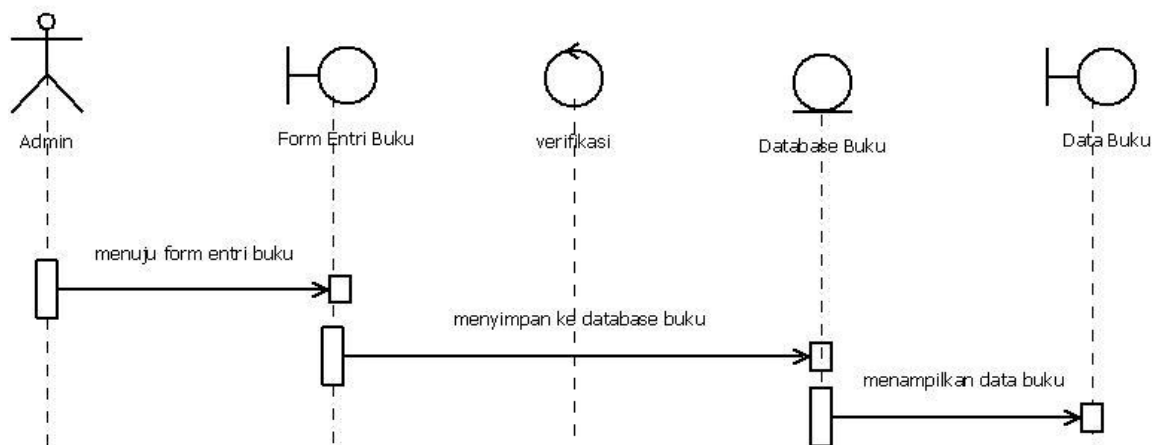 Admin
Form Entri Buku
verifikasi
Database Buku
Data Buku
menuju form entri buku
menyimpan ke database buku
menampilkan data buku